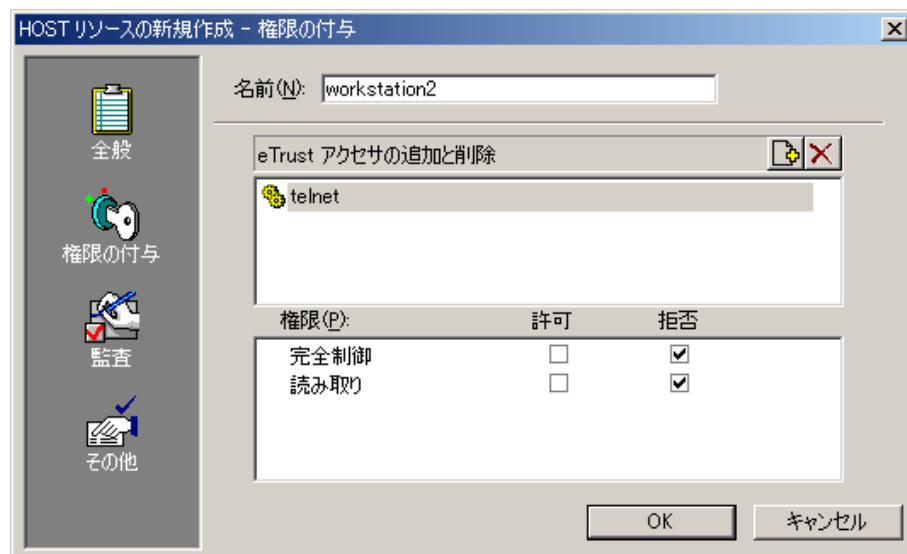 HOST リソースの新規作成 - 権限の付与
名前(N): workstation2
全般
権限の付与
監査
その他
eTrust アクセサの追加と削除
telnet
権限(P): 許可 拒否
完全制御
読み取り
OK キャンセル